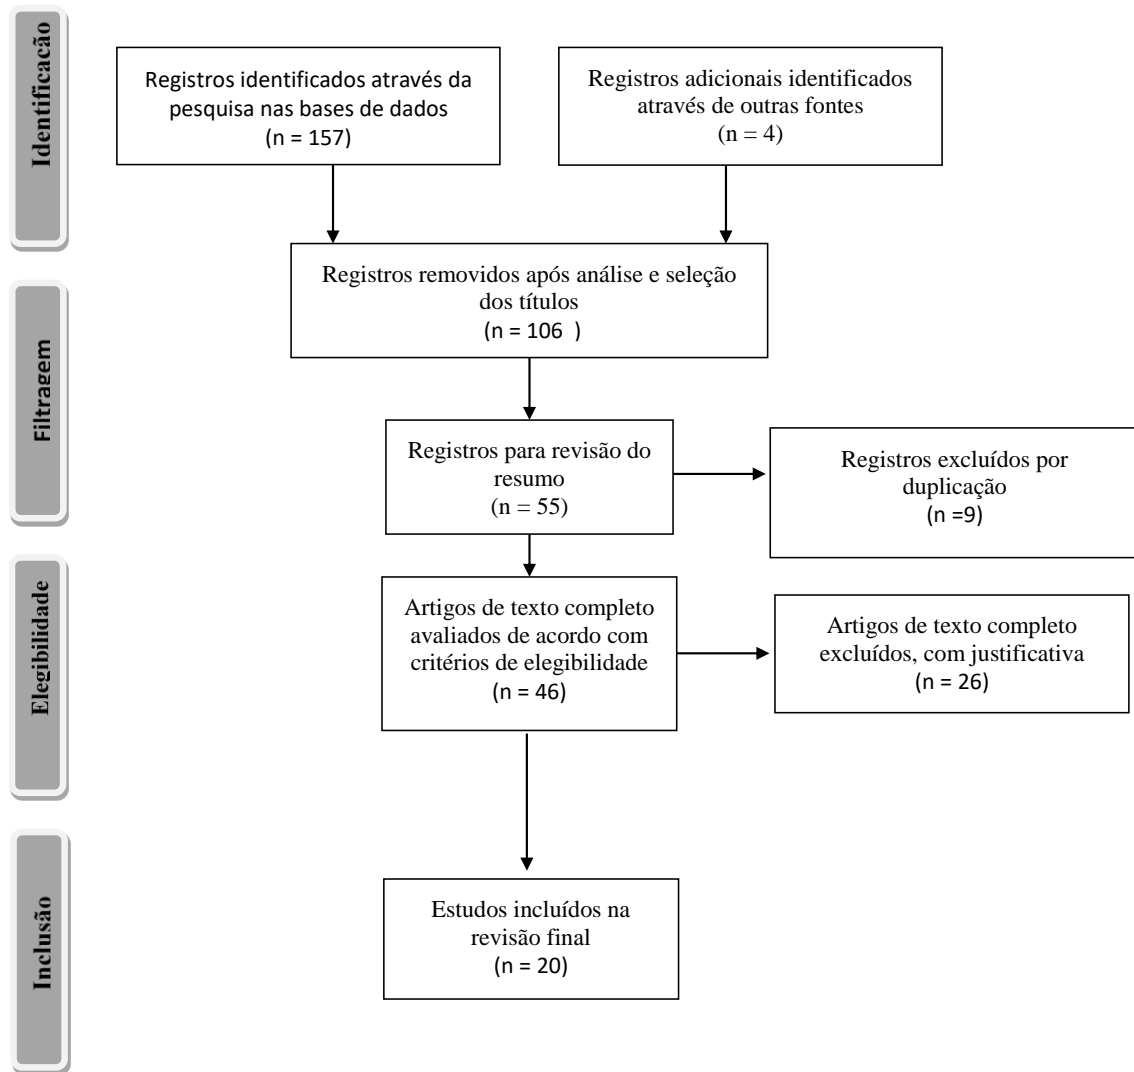 Identificação
Registros identificados através da
pesquisa nas bases de dados
(n = 157)
Registros adicionais identificados
através de outras fontes
(n = 4)
Registros removidos após análise e seleção
dos títulos
(n = 106  )
Filtragem
Registros para revisão do
resumo
(n = 55)
Registros excluídos por
duplicação
(n =9)
Elegibilidade
Artigos de texto completo
avaliados de acordo com
critérios de elegibilidade
(n = 46)
Artigos de texto completo
excluídos, com justificativa
(n = 26)
Inclusão
Estudos incluídos na
revisão final
(n = 20)